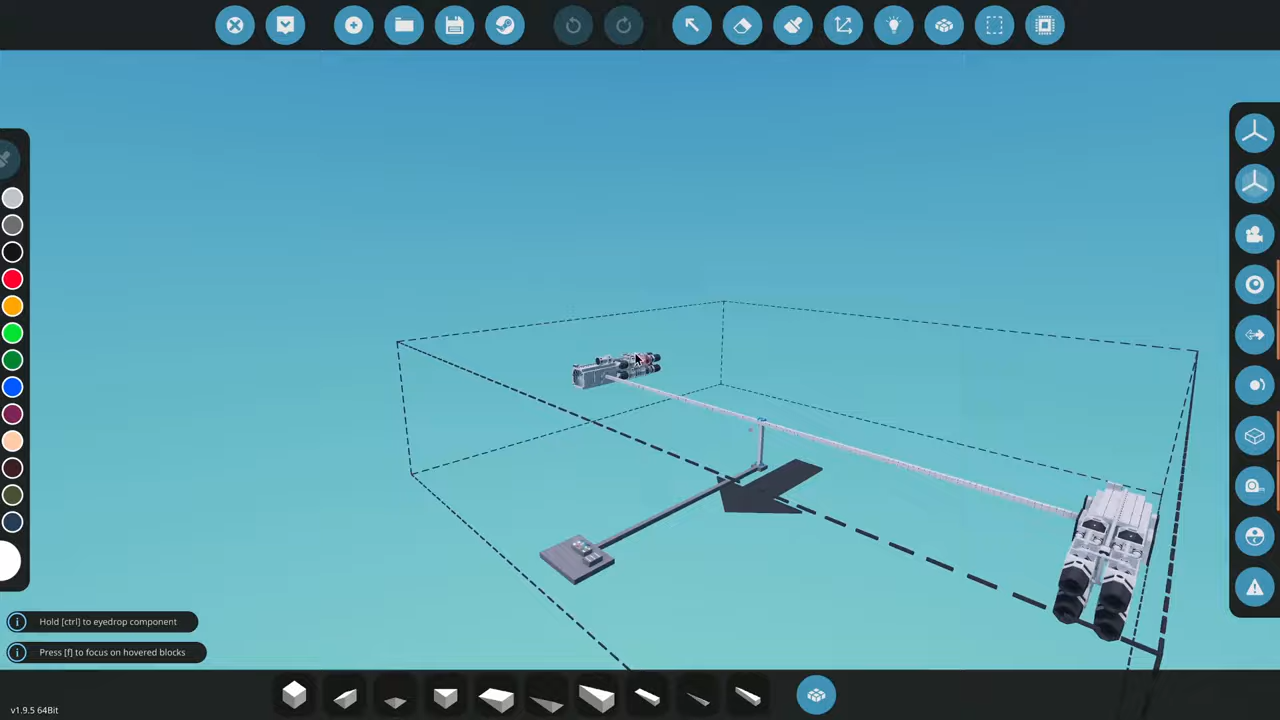 Hold [ctrl] to eyedrop component
Press [f] to focus on hovered blocks
v1.9.5 64Bit